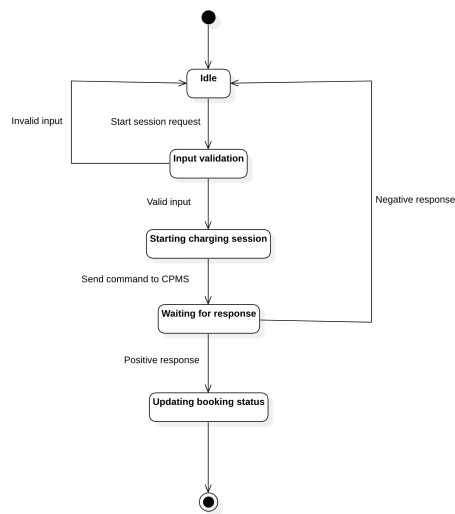 Idle
Invalid input
Start session request
Input validation
Negative response
Valid input
Starting charging session
Send command to CPMS
Waiting for response
Positive response
Updating booking status